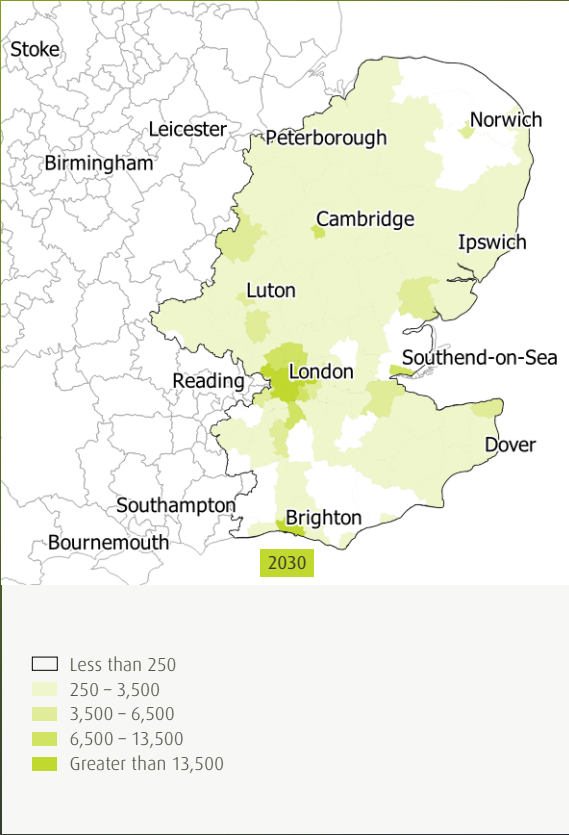 Stoke
Norwich
Leicester
Peterborough
Birmingham
Cambridge
Ipswich
Luton
Southend-on-Sea
London
Reading
Dover
Southampton
Brighton
Bournemouth
2030
Less than 250
250 – 3,500
3,500 – 6,500
6,500 – 13,500
Greater than 13,500